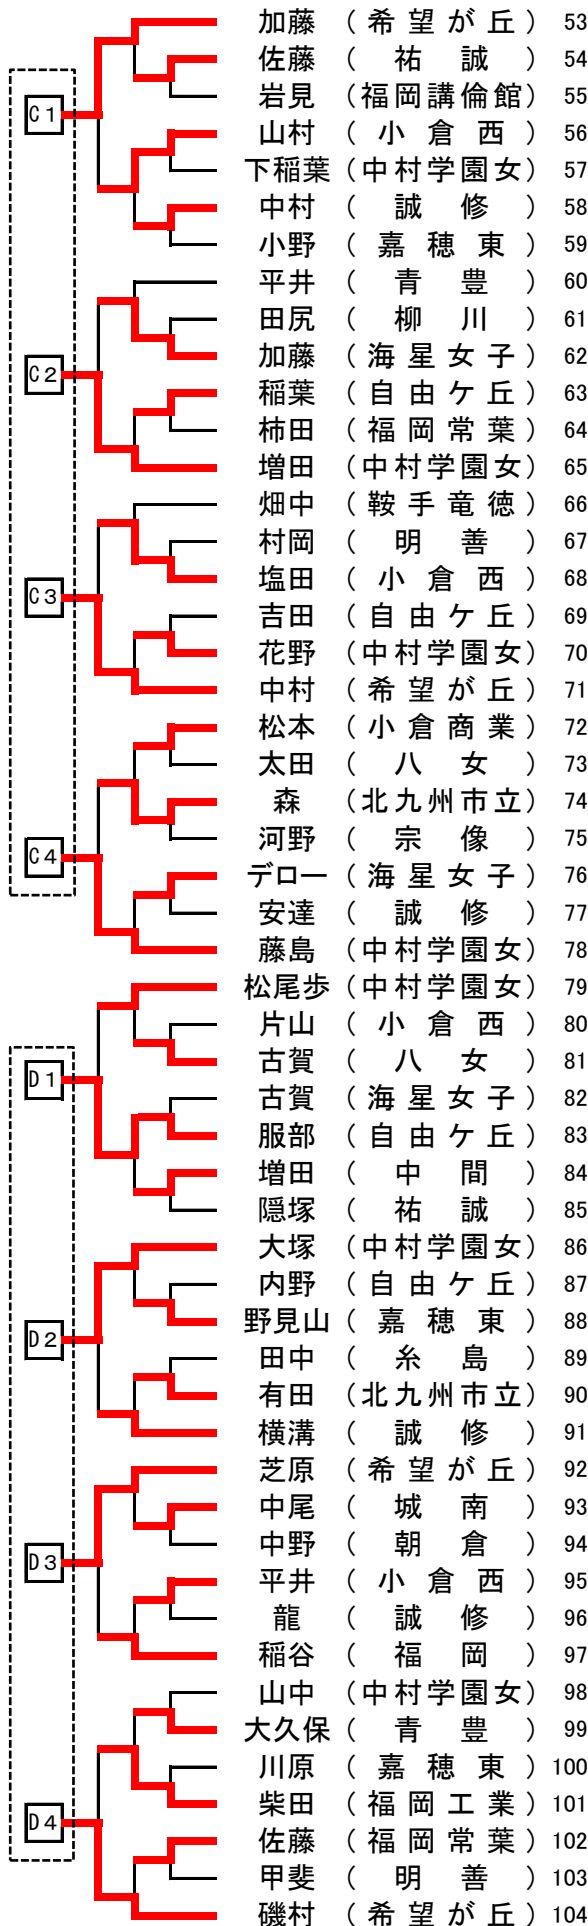 加藤 (希望が丘) 53
佐藤 (祐誠) 54
岩見 (福岡講倫館) 55
C1
山村 (小倉西) 56
下稲葉 (中村学園女) 57
中村 (誠修) 58
小野 (嘉穂東) 59
平井 (青豊) 60
田尻 (柳川) 61
加藤 (海星女子) 62
C2
稲葉 (自由ケ丘) 63
柿田 (福岡常葉) 64
増田 (中村学園女) 65
畑中 (鞍手竜徳) 66
村岡 (明善) 67
塩田 (小倉西) 68
C3
吉田 (自由ケ丘) 69
花野 (中村学園女) 70
中村 (希望が丘) 71
松本 (小倉商業) 72
太田 (八女) 73
森 (北九州市立) 74
河野 (宗像) 75
C4
デロー (海星女子) 76
安達 (誠修) 77
藤島 (中村学園女) 78
松尾歩 (中村学園女) 79
片山 (小倉西) 80
古賀 (八女) 81
D1
古賀 (海星女子) 82
服部 (自由ケ丘) 83
増田 (中間) 84
隠塚 (祐誠) 85
大塚 (中村学園女) 86
内野 (自由ケ丘) 87
野見山 (嘉穂東) 88
D2
田中 (糸島) 89
有田 (北九州市立) 90
横溝 (誠修) 91
芝原 (希望が丘) 92
中尾 (城南) 93
中野 (朝倉) 94
D3
平井 (小倉西) 95
龍 (誠修) 96
稲谷 (福岡) 97
山中 (中村学園女) 98
大久保 (青豊) 99
川原 (嘉穂東) 100
柴田 (福岡工業) 101
D4
佐藤 (福岡常葉) 102
甲斐 (明善) 103
磯村 (希望が丘) 104